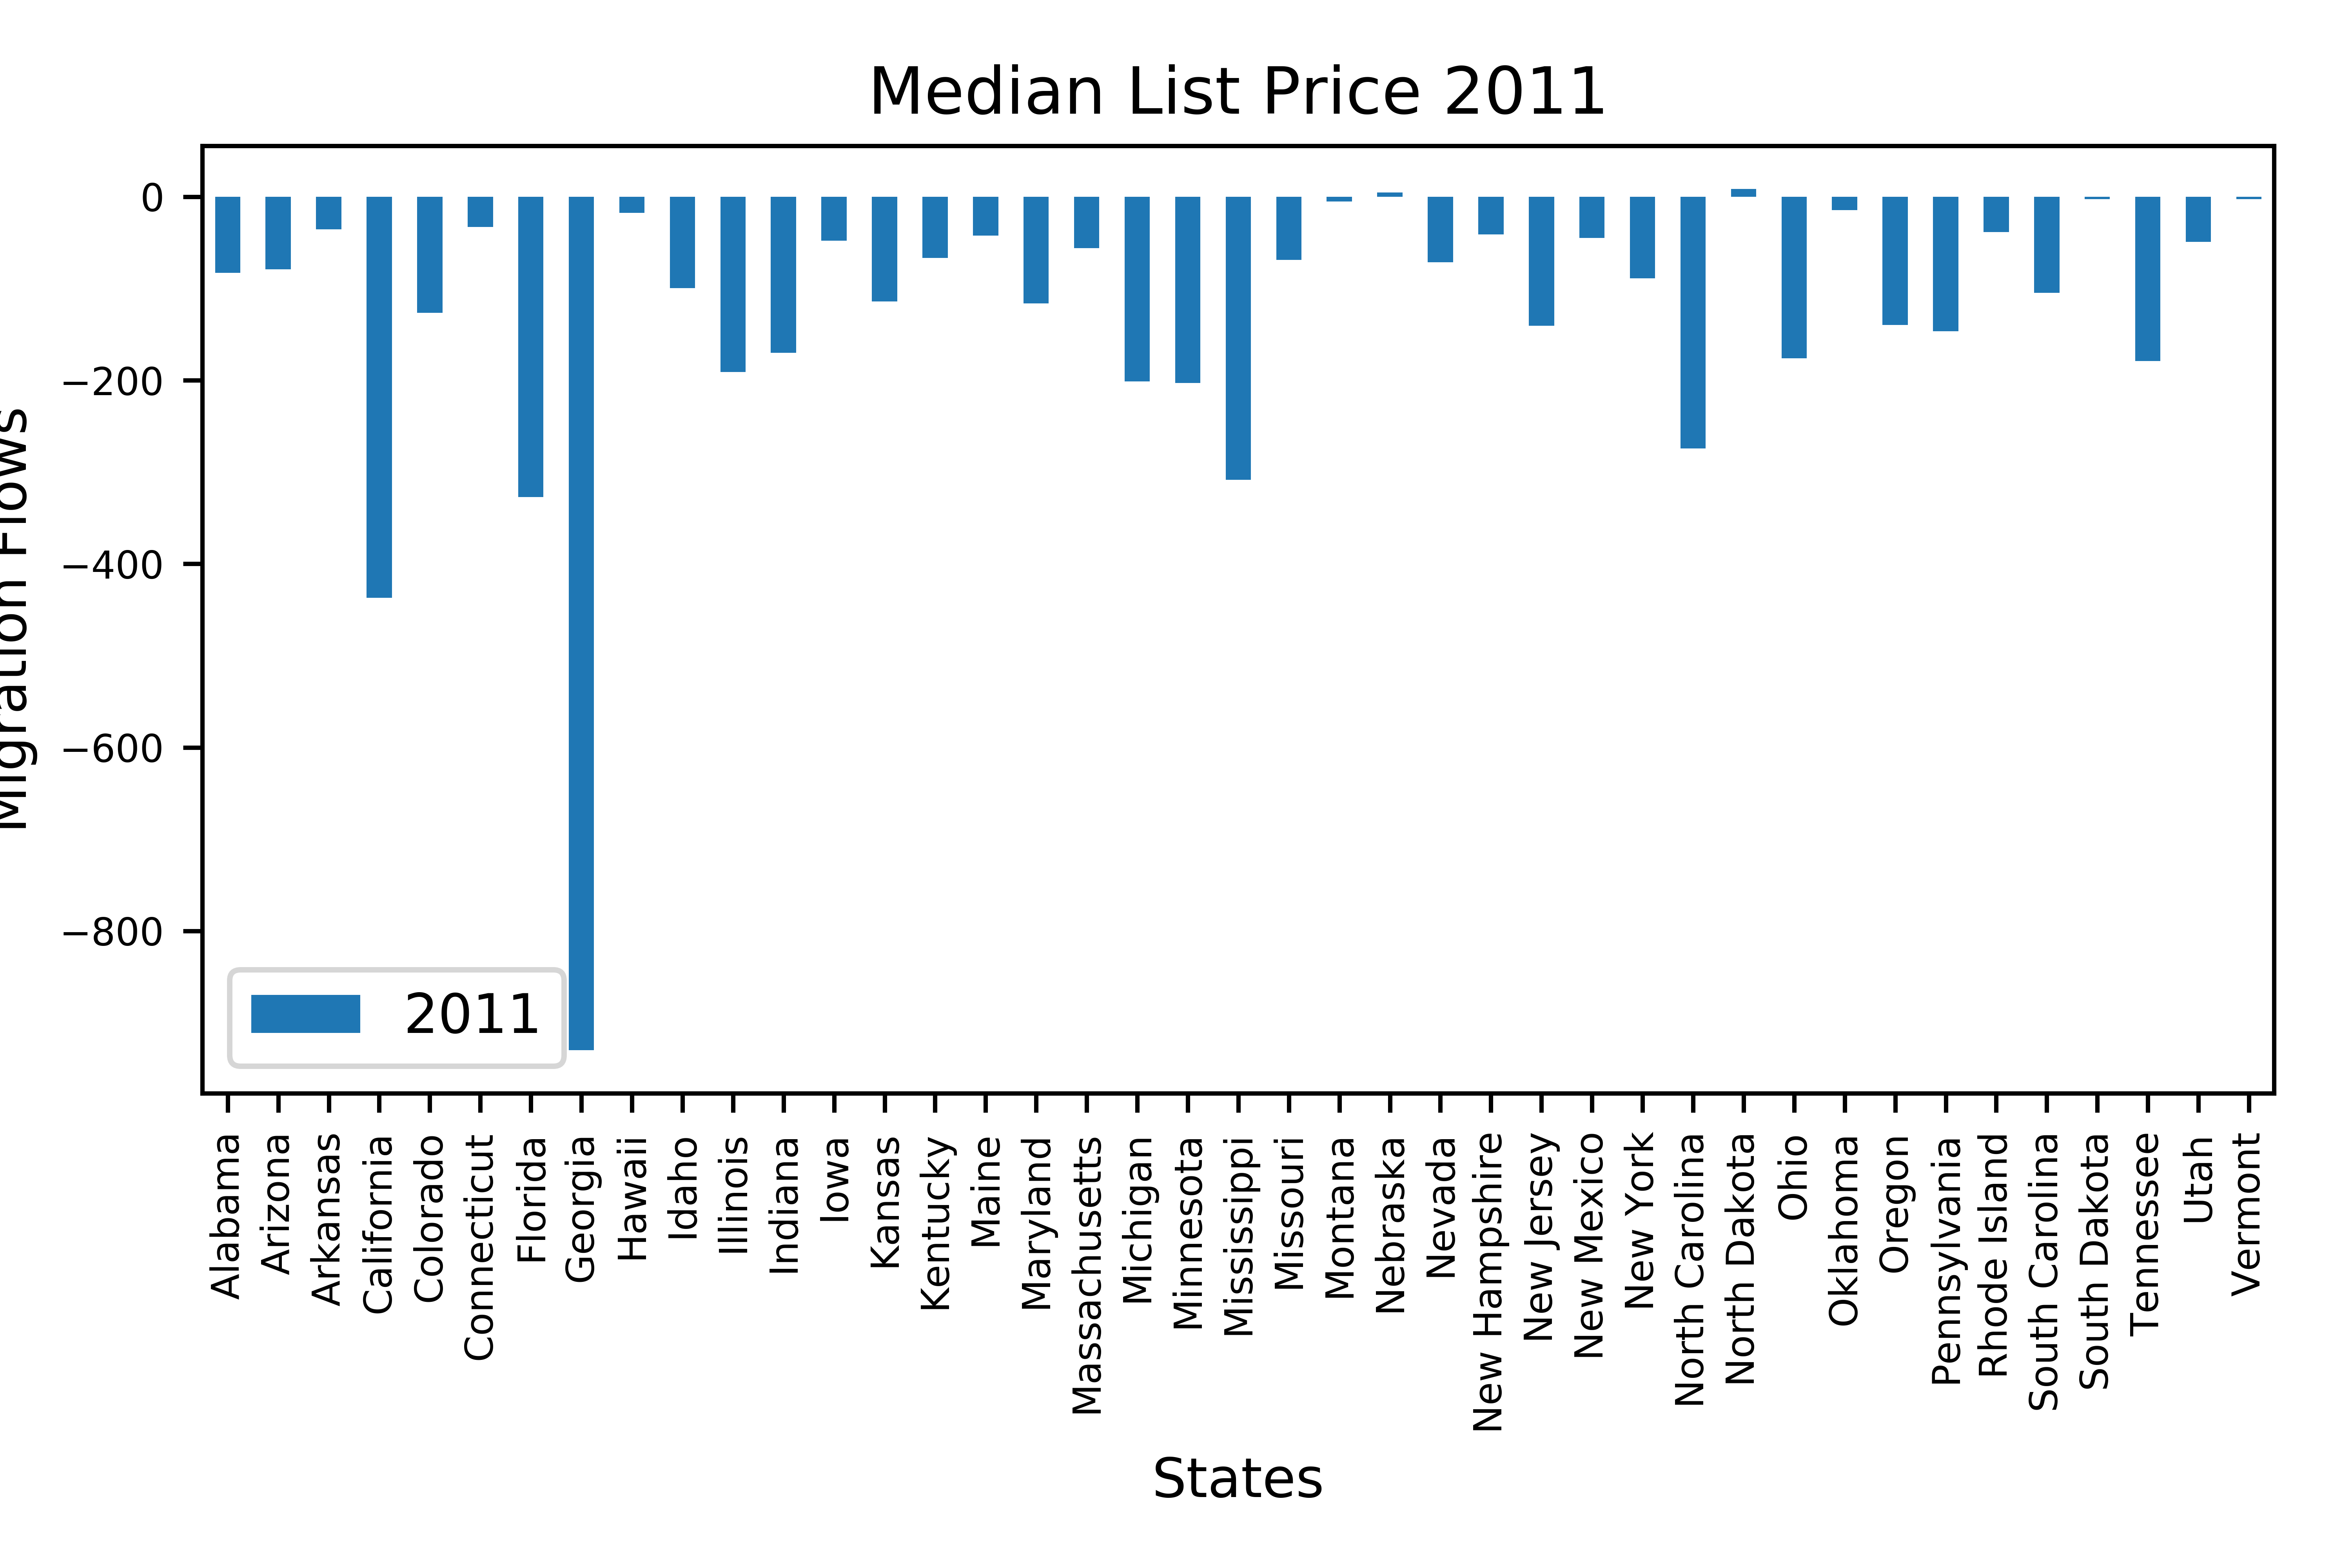 Median List Price 2011
Migration Flows
0
−200
−400
−600
−800
2011
Alabama
Arizona
Arkansas
California
Colorado
Connecticut
Florida
Georgia
Hawaii
Idaho
Illinois
Indiana
Iowa
Kansas
Kentucky
Maine
Maryland
Massachusetts
Michigan
Minnesota
Mississippi
Missouri
Montana
Nebraska
Nevada
New Hampshire
New Jersey
New Mexico
New York
North Carolina
North Dakota
Ohio
Oklahoma
Oregon
Pennsylvania
Rhode Island
South Carolina
South Dakota
Tennessee
Utah
Vermont
States